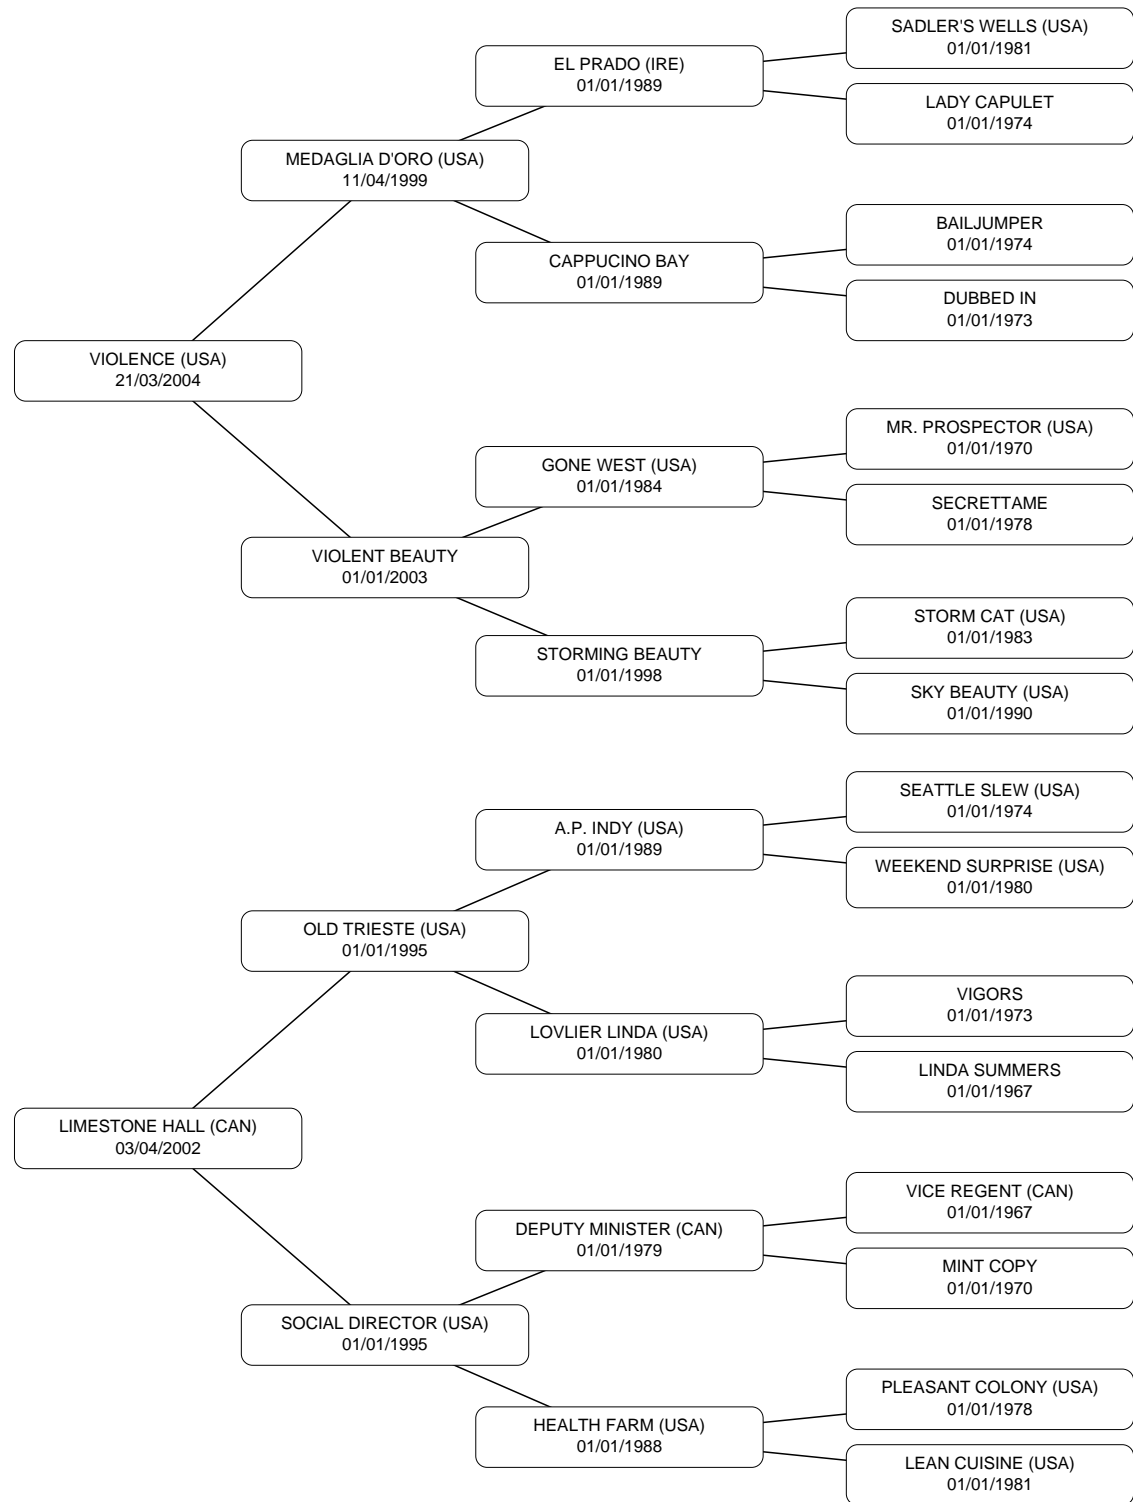 SADLER'S WELLS (USA)
01/01/1981
EL PRADO (IRE)
01/01/1989
LADY CAPULET
01/01/1974
MEDAGLIA D'ORO (USA)
11/04/1999
BAILJUMPER
01/01/1974
CAPPUCINO BAY
01/01/1989
DUBBED IN
01/01/1973
VIOLENCE (USA)
21/03/2004
MR. PROSPECTOR (USA)
01/01/1970
GONE WEST (USA)
01/01/1984
SECRETTAME
01/01/1978
VIOLENT BEAUTY
01/01/2003
STORM CAT (USA)
01/01/1983
STORMING BEAUTY
01/01/1998
SKY BEAUTY (USA)
01/01/1990
SEATTLE SLEW (USA)
01/01/1974
A.P. INDY (USA)
01/01/1989
WEEKEND SURPRISE (USA)
01/01/1980
OLD TRIESTE (USA)
01/01/1995
VIGORS
01/01/1973
LOVLIER LINDA (USA)
01/01/1980
LINDA SUMMERS
01/01/1967
LIMESTONE HALL (CAN)
03/04/2002
VICE REGENT (CAN)
01/01/1967
DEPUTY MINISTER (CAN)
01/01/1979
MINT COPY
01/01/1970
SOCIAL DIRECTOR (USA)
01/01/1995
PLEASANT COLONY (USA)
01/01/1978
HEALTH FARM (USA)
01/01/1988
LEAN CUISINE (USA)
01/01/1981